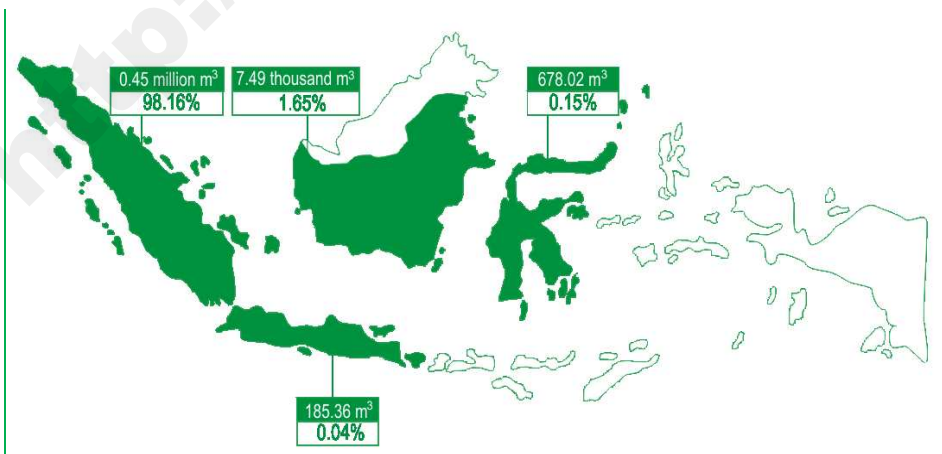 http:/
0.45 million m³
98.16%
7.49 thousand m³
1.65%
678.02 m³
0.15%
185.36 m³
0.04%